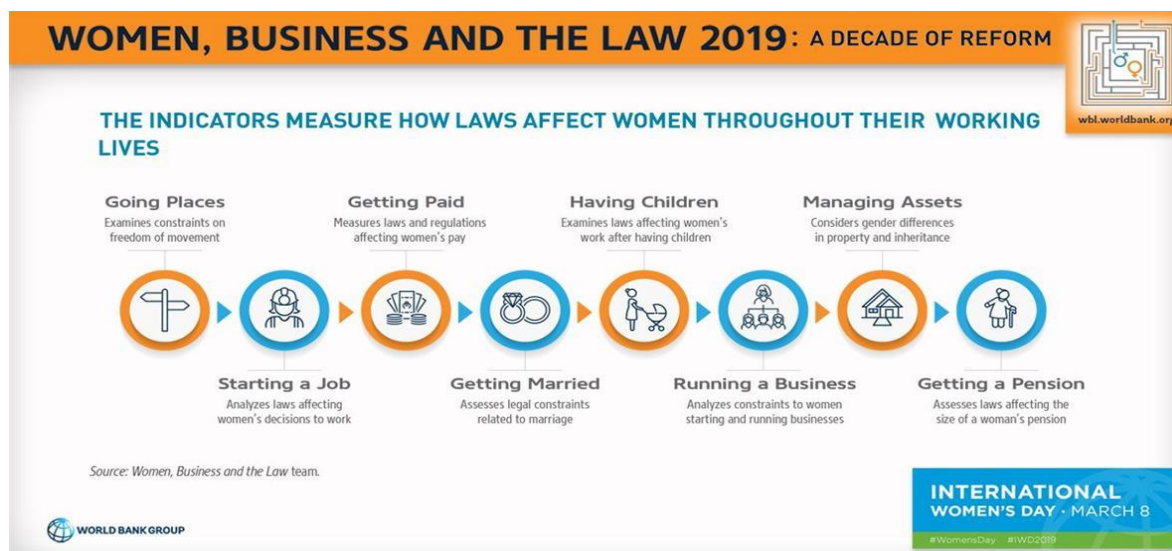 WOMEN, BUSINESS AND THE LAW 2019: A DECADE OF REFORM
wbl.worldbank.org
THE INDICATORS MEASURE HOW LAWS AFFECT WOMEN THROUGHOUT THEIR WORKING
LIVES
Going Places
Examines constraints on
freedom of movement
Getting Paid
Measures laws and regulations
affecting women's pay
Having Children
Examines laws affecting women's
work after having children
Managing Assets
Considers gender differences
in property and inheritance
Starting a Job
Analyzes laws affecting
women's decisions to work
Getting Married
Assesses legal constraints
related to marriage
Running a Business
Analyzes constraints to women
starting and running businesses
Getting a Pension
Assesses laws affecting the
size of a woman's pension
Source: Women, Business and the Law team.
WORLD BANK GROUP
INTERNATIONAL
WOMEN'S DAY · MARCH 8
#WomensDay #IWD2019